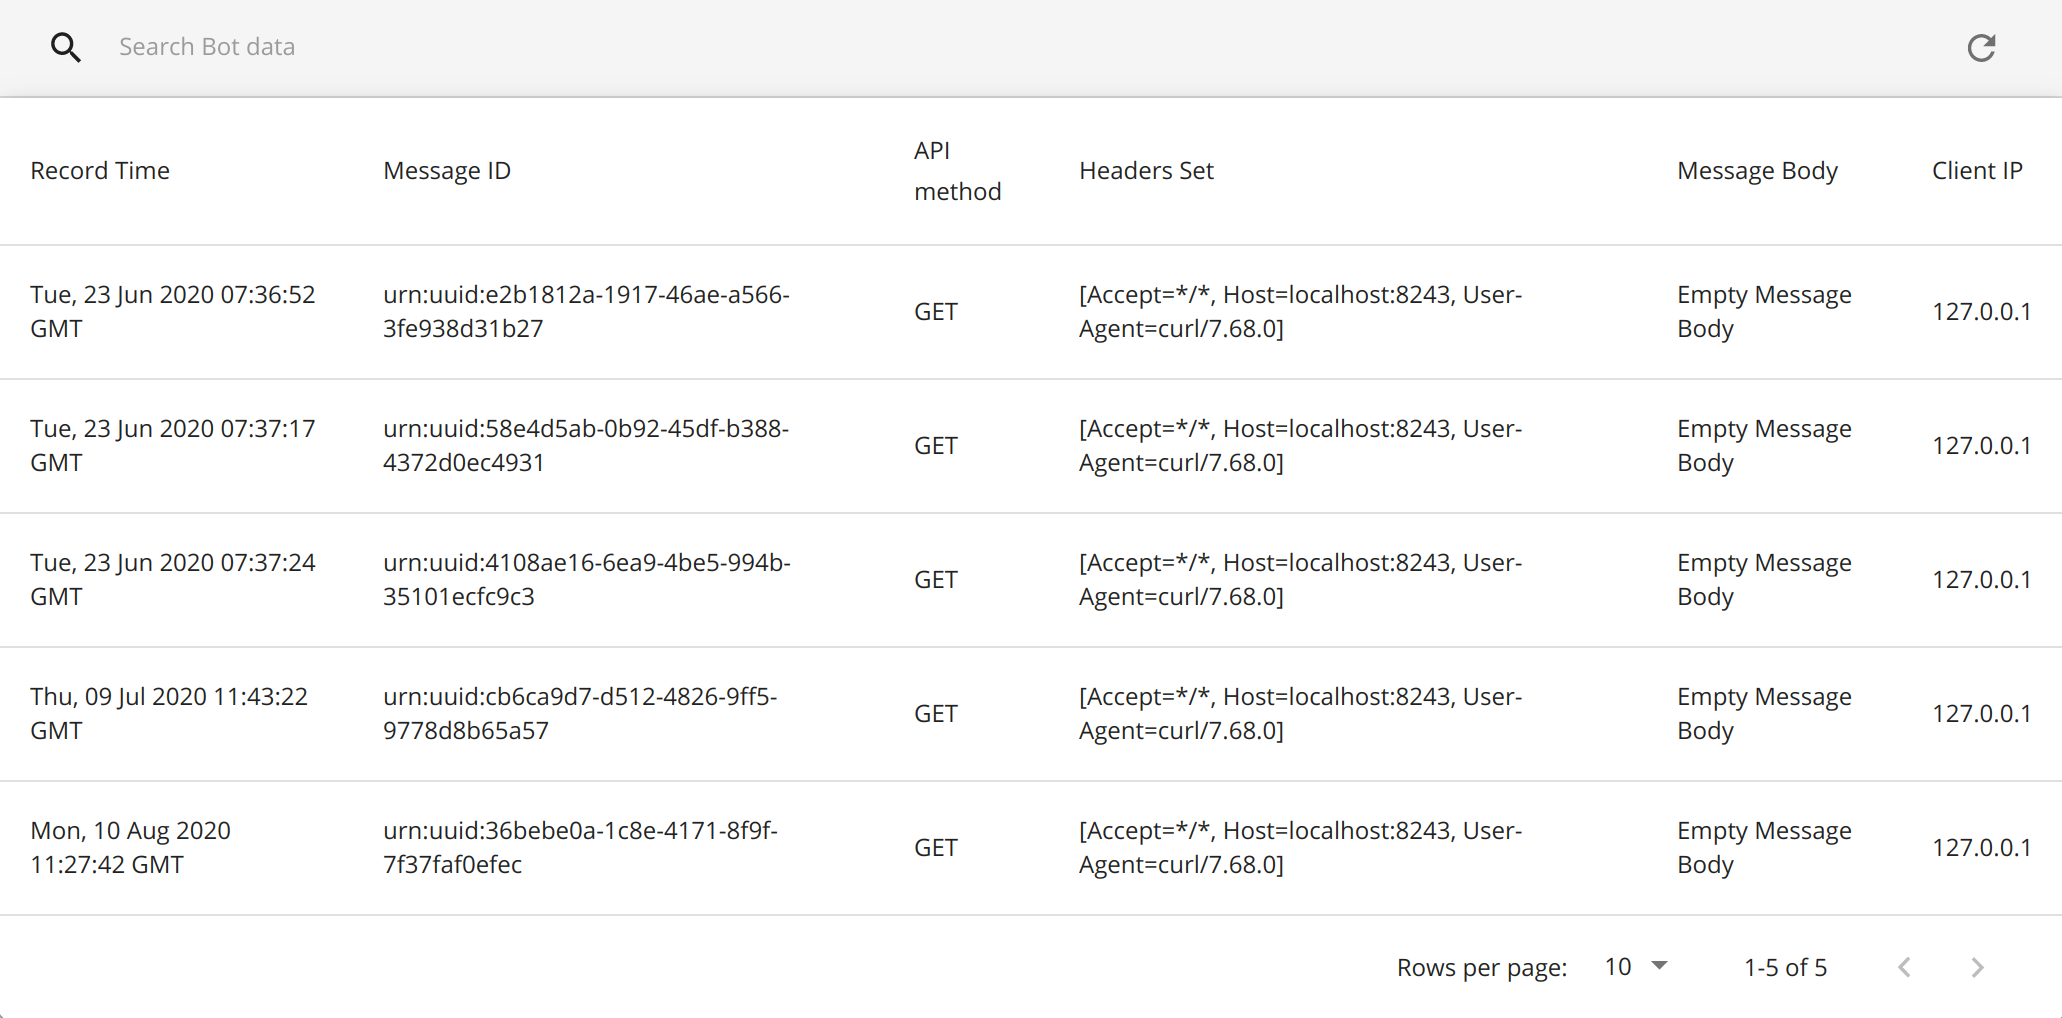 Search Bot data
Record Time
Message ID
API
method
Headers Set
Message Body
Client IP
Tue, 23 Jun 2020 07:36:52
GMT
urn:uuid:e2b1812a-1917-46ae-a566-
3fe938d31b27
GET
[Accept=*/*, Host=localhost:8243, User-
Agent=curl/7.68.0]
Empty Message
Body
127.0.0.1
Tue, 23 Jun 2020 07:37:17
GMT
urn:uuid:58e4d5ab-0b92-45df-b388-
4372d0ec4931
GET
[Accept=*/*, Host=localhost:8243, User-
Agent=curl/7.68.0]
Empty Message
Body
127.0.0.1
Tue, 23 Jun 2020 07:37:24
GMT
urn:uuid:4108ae16-6ea9-4be5-994b-
35101ecfc9c3
GET
[Accept=*/*, Host=localhost:8243, User-
Agent=curl/7.68.0]
Empty Message
Body
127.0.0.1
Thu, 09 Jul 2020 11:43:22
GMT
urn:uuid:cb6ca9d7-d512-4826-9ff5-
9778d8b65a57
GET
[Accept=*/*, Host=localhost:8243, User-
Agent=curl/7.68.0]
Empty Message
Body
127.0.0.1
Mon, 10 Aug 2020
11:27:42 GMT
urn:uuid:36bebe0a-1c8e-4171-8f9f-
7f37faf0efec
GET
[Accept=*/*, Host=localhost:8243, User-
Agent=curl/7.68.0]
Empty Message
Body
127.0.0.1
Rows per page: 10 1-5 of 5